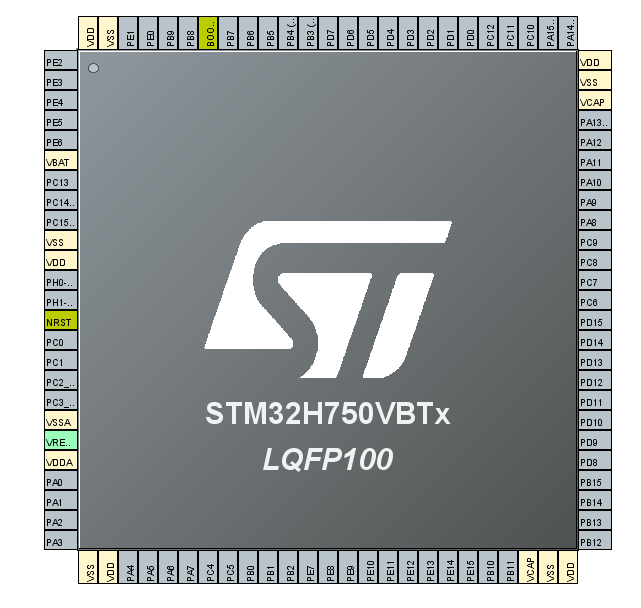 VDD
VSS
PE1
PE0
PB9
PB8
BOO..
PB7
PB6
PB5
PB4 (..
PB3 (..
PD7
PD6
PD5
PD4
PD3
PD2
PD1
PD0
PC12
PC11
PC10
PA15..
PA14..
PE2
PE3
PE4
PE5
PE6
VBAT
PC13
PC14..
PC15..
VSS
VDD
PH0-..
PH1-..
NRST
PC0
PC1
PC2_..
PC3_..
VSSA
VRE..
VDDA
PA0
PA1
PA2
PA3
ST
STM32H750VBTx
LQFP100
VDD
VSS
VCAP
PA13..
PA12
PA11
PA10
PA9
PA8
PC9
PC8
PC7
PC6
PD15
PD14
PD13
PD12
PD11
PD10
PD9
PD8
PB15
PB14
PB13
PB12
VSS
VDD
PA4
PA5
PA6
PA7
PC4
PC5
PB0
PB1
PB2
PE7
PE8
PE9
PE10
PE11
PE12
PE13
PE14
PE15
PB10
PB11
VCAP
VSS
VDD